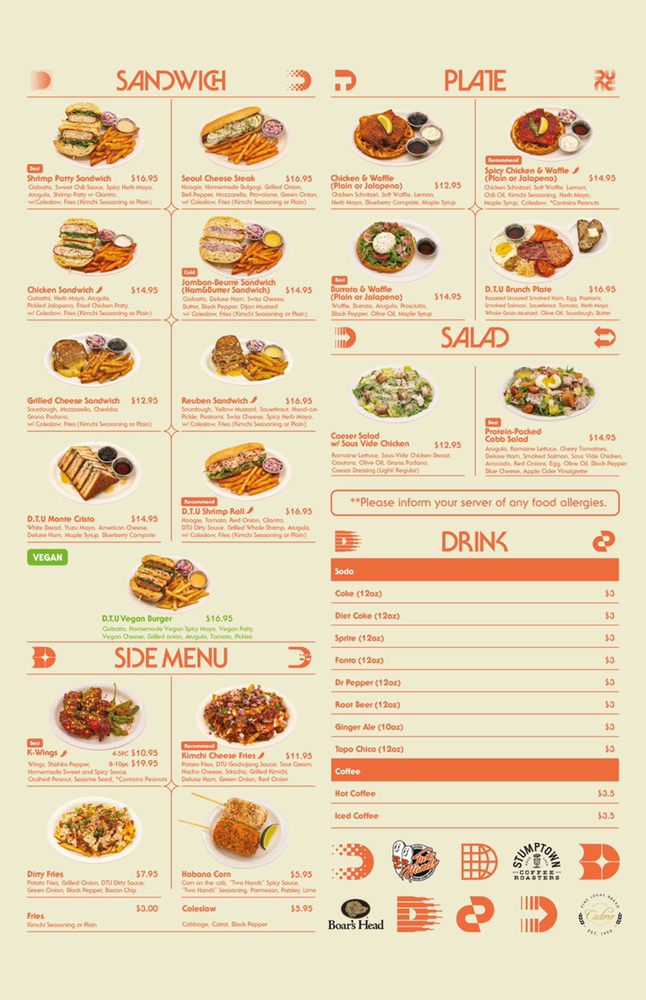 SANDWICH
Best
Shrimp Patty Sandwich $16.95
Ciabatta, Sweet Chili Sauce, Spicy Herb Mayo,
Arugula, Shrimp Patty w Cilantro,
w/ Coleslaw, Fries (Kimchi Seasoning or Plain)
Seoul Cheese Steak $16.95
Hoagie, Homemade Bulgogi, Grilled Onion,
Bell Pepper, Mozzarella, Provolone, Green Onion,
w/ Coleslaw, Fries (Kimchi Seasoning or Plain)
Chicken Sandwich $14.95
Ciabatta, Herb Mayo, Arugula,
Pickled Jalapeno, Fried Chicken Patty,
w/ Coleslaw, Fries (Kimchi Seasoning or Plain)
Cold
Jambon-Beurre Sandwich
(Ham&Butter Sandwich) $14.95
Ciabatta, Deluxe Ham, Swiss Cheese,
Butter, Black Pepper, Dijon Mustard
w/ Coleslaw, Fries (Kimchi Seasoning or Plain)
Grilled Cheese Sandwich $12.95
Sourdough, Mozzarella, Cheddar,
Grana Padano,
w/ Coleslaw, Fries (Kimchi Seasoning or Plain)
Reuben Sandwich $16.95
Sourdough, Yellow Mustard, Sauerkraut, Hand-cut
Pickle, Pastrami, Swiss Cheese, Spicy Herb Mayo,
w/ Coleslaw, Fries (Kimchi Seasoning or Plain)
D.T.U Monte Cristo $14.95
White Bread, Yuzu Mayo, American Cheese,
Deluxe Ham, Maple Syrup, Blueberry Compote
Recommend
D.T.U Shrimp Roll $16.95
Hoagie, Tomato, Red Onion, Cilantro,
DTU Dirty Sauce, Grilled Whole Shrimp, Arugula,
w/ Coleslaw, Fries (Kimchi Seasoning or Plain)
VEGAN
D.T.U Vegan Burger $16.95
Ciabatta, Homemade Vegan Spicy Mayo, Vegan Patty,
Vegan Cheese, Grilled onion, Arugula, Tomato, Pickles
SIDE MENU
Best
K-Wings 4-5PC $10.95
8-10pc $19.95
Wings, Shishito Pepper,
Homemade Sweet and Spicy Sauce,
Crushed Peanut, Sesame Seed, *Contains Peanuts
Recommend
Kimchi Cheese Fries $11.95
Potato Fries, DTU Gochujang Sauce, Sour Cream,
Nacho Cheese, Sriracha, Grilled Kimchi,
Deluxe Ham, Green Onion, Red Onion
Dirty Fries $7.95
Potato Fries, Grilled Onion, DTU Dirty Sauce,
Green Onion, Black Pepper, Bacon Chip
Habana Corn $5.95
Corn on the cob, "Two Hands" Spicy Sauce,
"Two Hands" Seasoning, Parmesan, Parsley, Lime
Fries $3.00
Kimchi Seasoning or Plain
Coleslaw $5.95
Cabbage, Carrot, Black Pepper
PLATE
Chicken & Waffle
(Plain or Jalapeno) $12.95
Chicken Schnitzel, Soft Waffle, Lemon,
Herb Mayo, Blueberry Compote, Maple Syrup
Recommend
Spicy Chicken & Waffle
(Plain or Jalapeno) $14.95
Chicken Schnitzel, Soft Waffle, Lemon,
Chili Oil, Kimchi Seasoning, Herb Mayo,
Maple Syrup, Coleslaw, *Contains Peanuts
Best
Burrata & Waffle
(Plain or Jalapeno) $14.95
Waffle, Burrata, Arugula, Prosciutto,
Black Pepper, Olive Oil, Maple Syrup
D.T.U Brunch Plate $16.95
Roasted Uncured Smoked Ham, Egg, Pastrami,
Smoked Salmon, Sauerkraut, Tomato, Herb Mayo
Whole Grain Mustard, Olive Oil, Sourdough, Butter
SALAD
Caeser Salad
w/ Sous Vide Chicken $12.95
Romaine Lettuce, Sous-Vide Chicken Breast,
Croutons, Olive Oil, Grana Padano,
Caesar Dressing (Light/ Regular)
Best
Protein-Packed
Cobb Salad $14.95
Arugula, Romaine Lettuce, Cherry Tomatoes,
Deluxe Ham, Smoked Salmon, Sous Vide Chicken,
Avocado, Red Onions, Egg, Olive Oil, Black Pepper
Blue Cheese, Apple Cider Vinaigrette
**Please inform your server of any food allergies.
DRINK
Soda
Coke (12oz) $3
Diet Coke (12oz) $3
Sprite (12oz) $3
Fanta (12oz) $3
Dr Pepper (12oz) $3
Root Beer (12oz) $3
Ginger Ale (10oz) $3
Topo Chico (12oz) $3
Coffee
Hot Coffee $3.5
Iced Coffee $3.5
Two Hands
STUMPTOWN
COFFEE
ROASTERS
Boar's Head
FINE LOCAL BREAD
EST. 1990